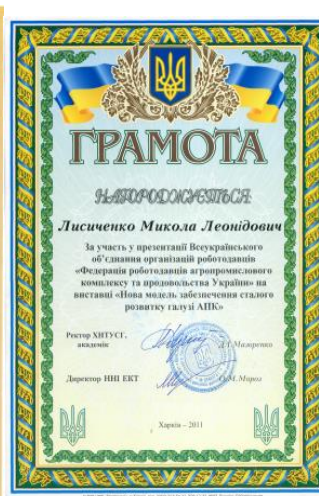 ГРАМОТА
НАГОРОДЖУЄТЬСЯ
Лисиченко Микола Леонідович
За участь у презентації Всеукраїнського
об'єднання організацій роботодавців
«Федерація роботодавців агропромислового
комплексу та продовольства України» на
виставці «Нова модель забезпечення сталого
розвитку галузі АПК»
Ректор ХНТУСГ,
академік Д.І. Мазоренко
Директор ННІ ЕКТ О.М. Мороз
Харків – 2011